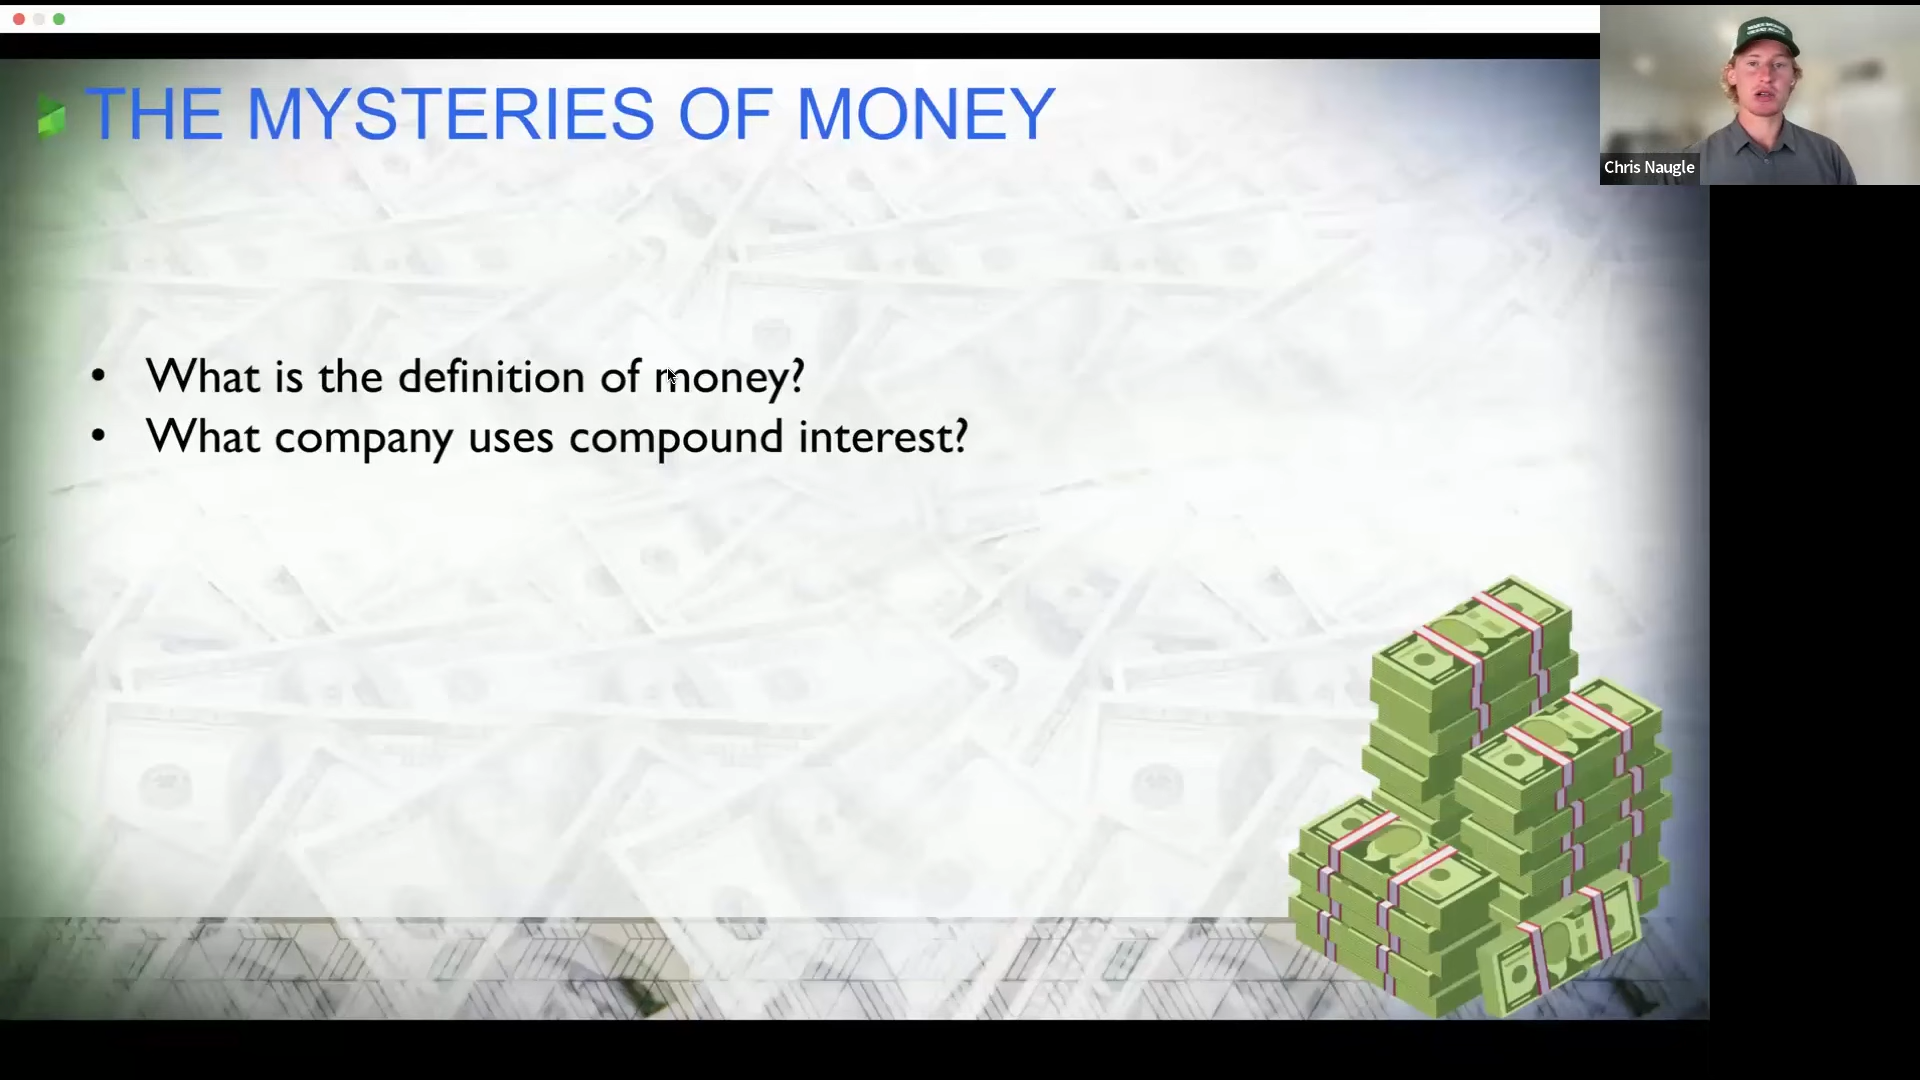 THE MYSTERIES OF MONEY
Chris Naugle
• What is the definition of money?
• What company uses compound interest?